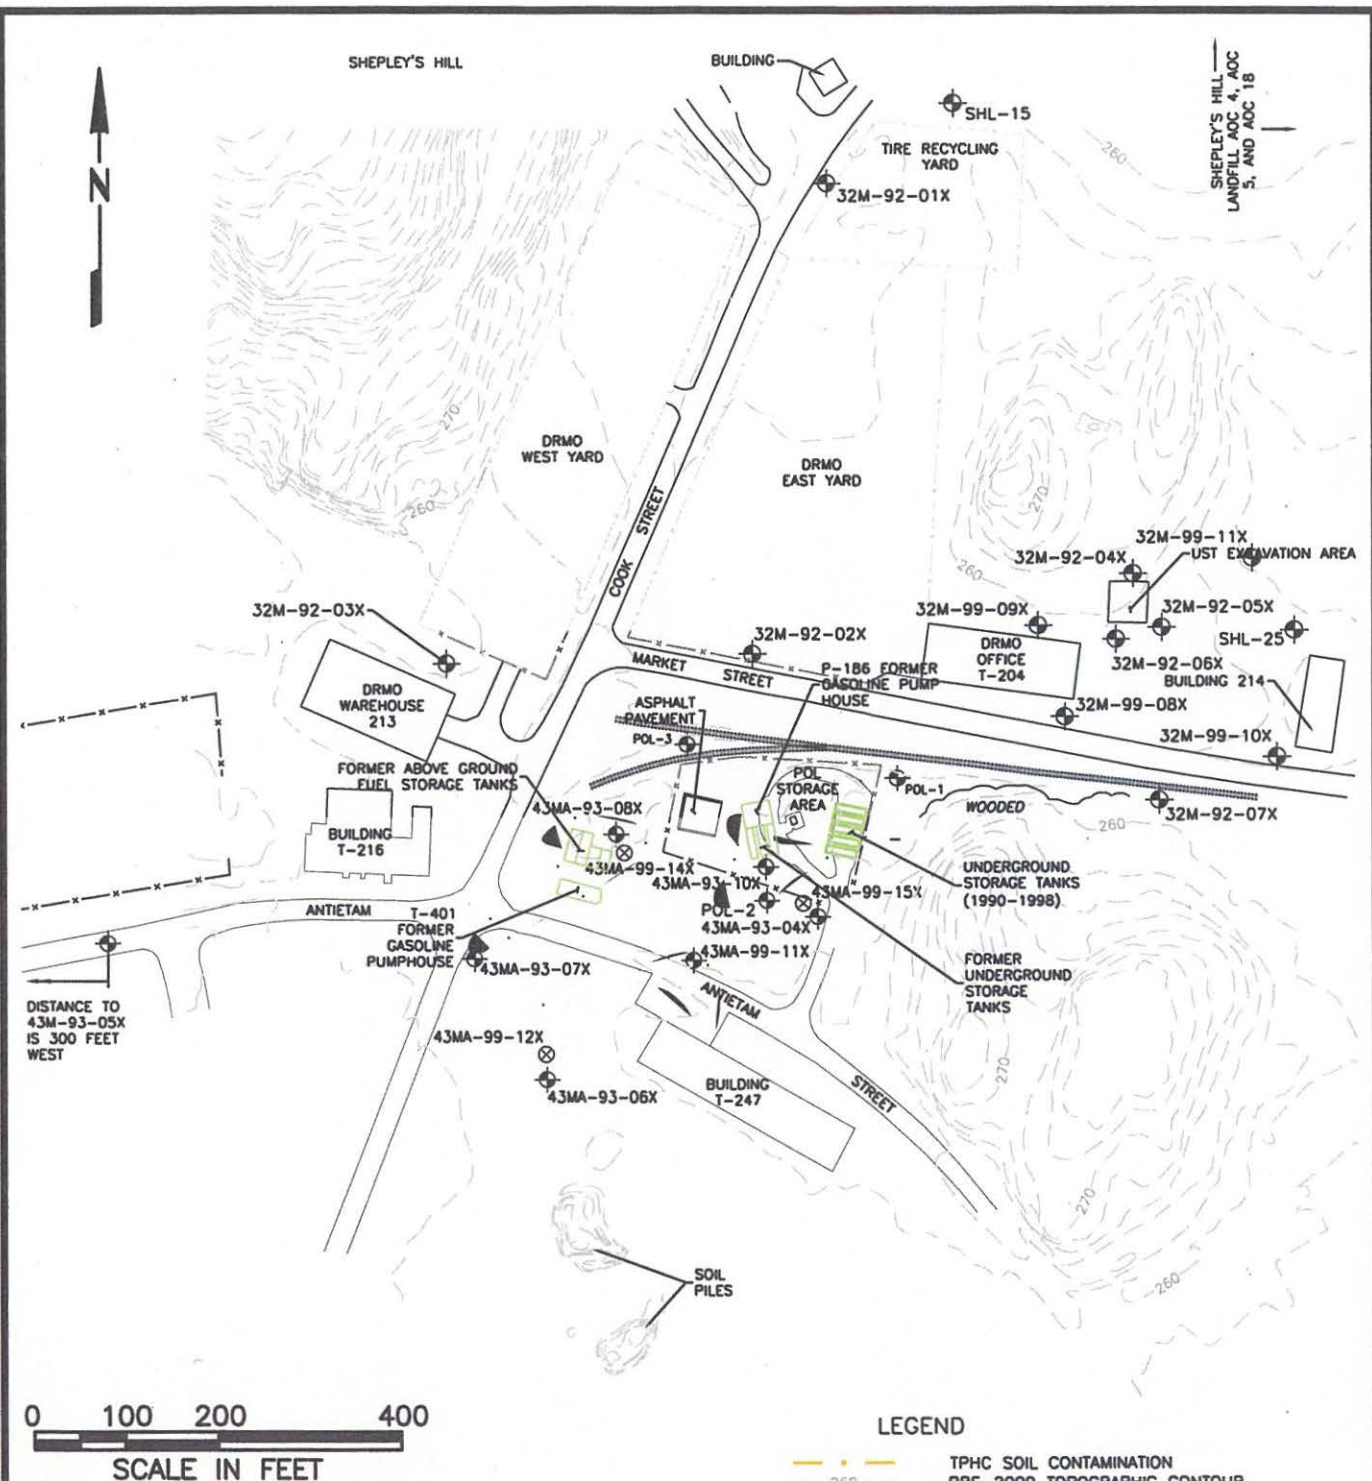 SHEPLEY'S HILL
BUILDING
SHL-15
SHEPLEY'S HILL
LANDFILL AOC 4, AOC
5, AND AOC 18
N
TIRE RECYCLING
YARD
260
32M-92-01X
270
260
DRMO
WEST YARD
DRMO
EAST YARD
COOK STREET
270
260
32M-99-11X
32M-92-04X
UST EXCAVATION AREA
32M-92-03X
32M-99-09X
32M-92-05X
SHL-25
32M-92-02X
DRMO
OFFICE
T-204
32M-92-06X
BUILDING 214
MARKET STREET
P-186 FORMER
GASOLINE PUMP
HOUSE
DRMO
WAREHOUSE
213
ASPHALT
PAVEMENT
POL-3
32M-99-08X
32M-99-10X
FORMER ABOVE GROUND
FUEL STORAGE TANKS
POL
STORAGE
AREA
POL-1
WOODED
32M-92-07X
260
43MA-93-08X
BUILDING
T-216
43MA-99-14X
43MA-93-10X
43MA-99-15X
UNDERGROUND
STORAGE TANKS
(1990-1998)
ANTIETAM
T-401
FORMER
GASOLINE
PUMPHOUSE
POL-2
43MA-93-04X
43MA-99-11X
43MA-93-07X
FORMER
UNDERGROUND
STORAGE
TANKS
ANTIETAM
STREET
DISTANCE TO
43M-93-05X
IS 300 FEET
WEST
43MA-99-12X
43MA-93-06X
BUILDING
T-247
270
270
260
SOIL
PILES
0 100 200 400
SCALE IN FEET
LEGEND
TPHC SOIL CONTAMINATION
260